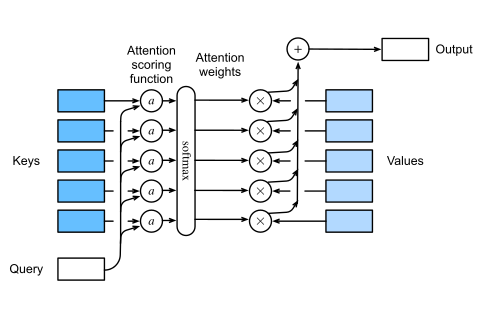 Attention
scoring
function
Attention
weights
+
Output
a
×
a
×
Keys
a
softmax
×
Values
a
×
a
×
Query